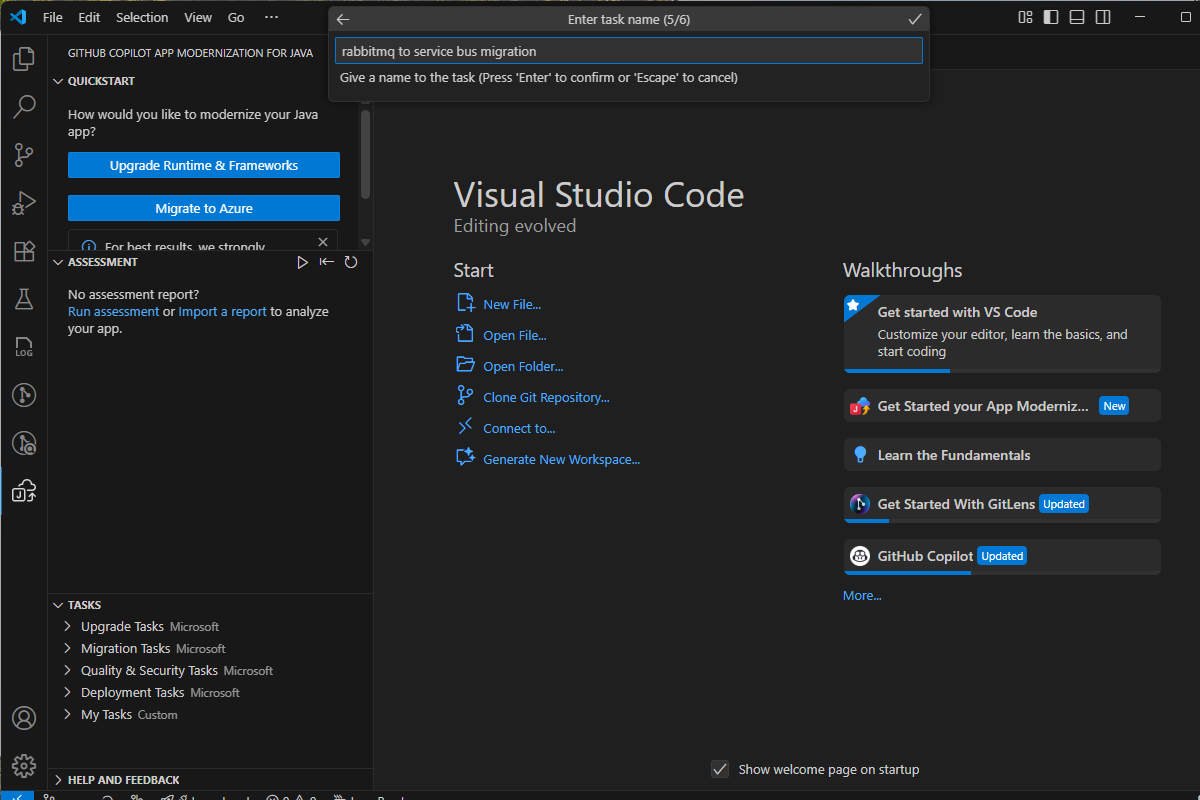 File Edit Selection View Go ···
Enter task name (5/6)
rabbitmq to service bus migration
Give a name to the task (Press 'Enter' to confirm or 'Escape' to cancel)
GITHUB COPILOT APP MODERNIZATION FOR JAVA
QUICKSTART
How would you like to modernize your Java
app?
Upgrade Runtime & Frameworks
Migrate to Azure
For best results, we strongly
ASSESSMENT
No assessment report?
Run assessment or Import a report to analyze
your app.
LOG
TASKS
Upgrade Tasks Microsoft
Migration Tasks Microsoft
Quality & Security Tasks Microsoft
Deployment Tasks Microsoft
My Tasks Custom
HELP AND FEEDBACK
Visual Studio Code
Editing evolved
Start
New File...
Open File...
Open Folder...
Clone Git Repository...
Connect to...
Generate New Workspace...
Walkthroughs
Get started with VS Code
Customize your editor, learn the basics, and
start coding
Get Started your App Moderniz... New
Learn the Fundamentals
Get Started With GitLens Updated
GitHub Copilot Updated
More...
Show welcome page on startup